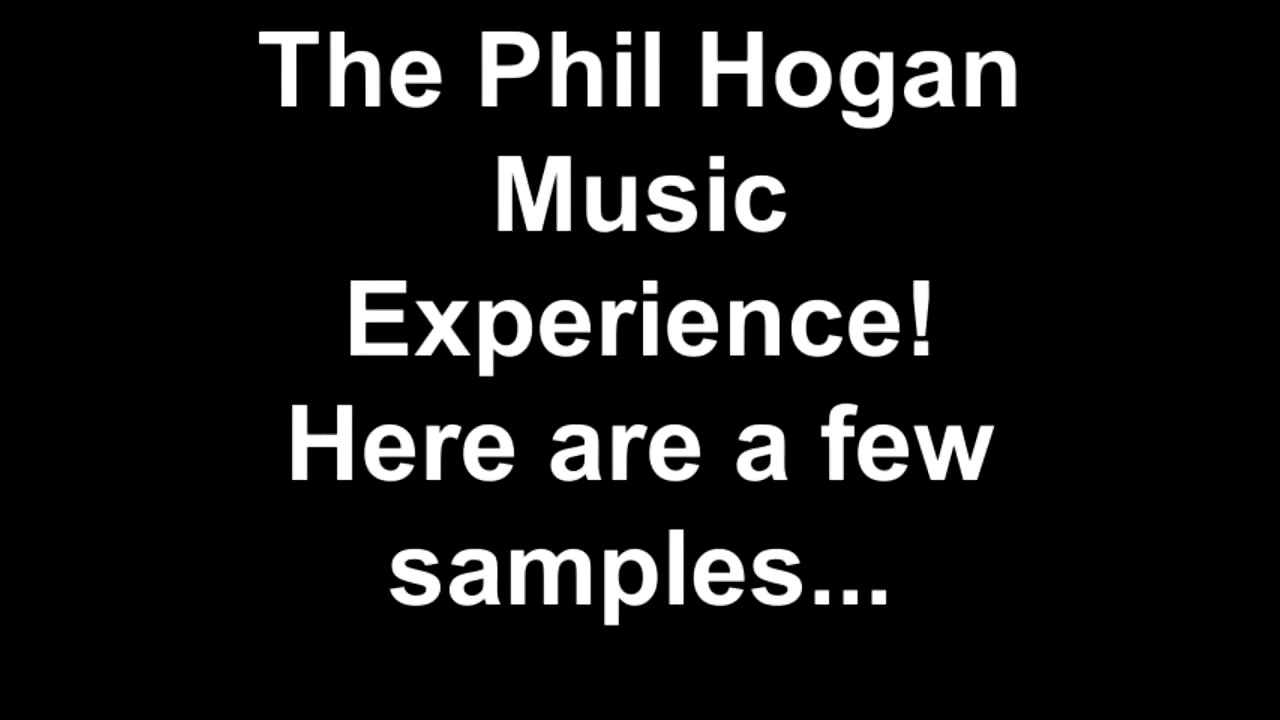 The Phil Hogan
Music
Experience!
Here are a few
samples...